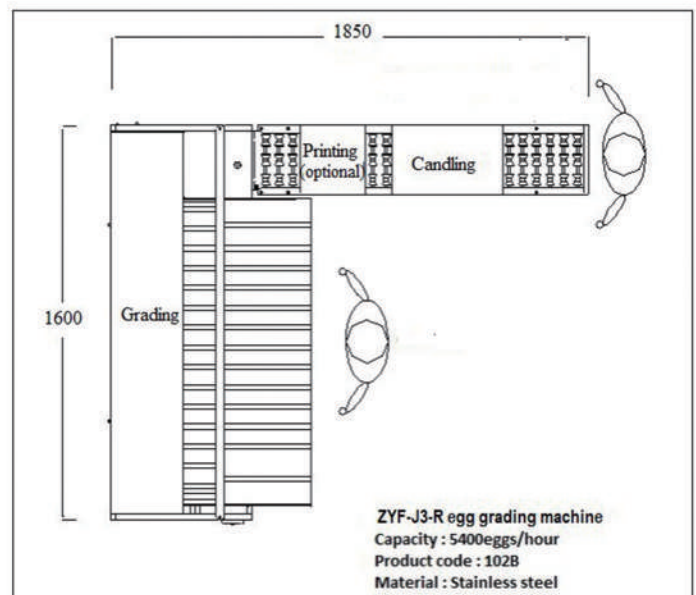 1850
Printing
(optional)
Candling
1600
Grading
ZYF-J3-R egg grading machine
Capacity : 5400eggs/hour
Product code : 102B
Material : Stainless steel